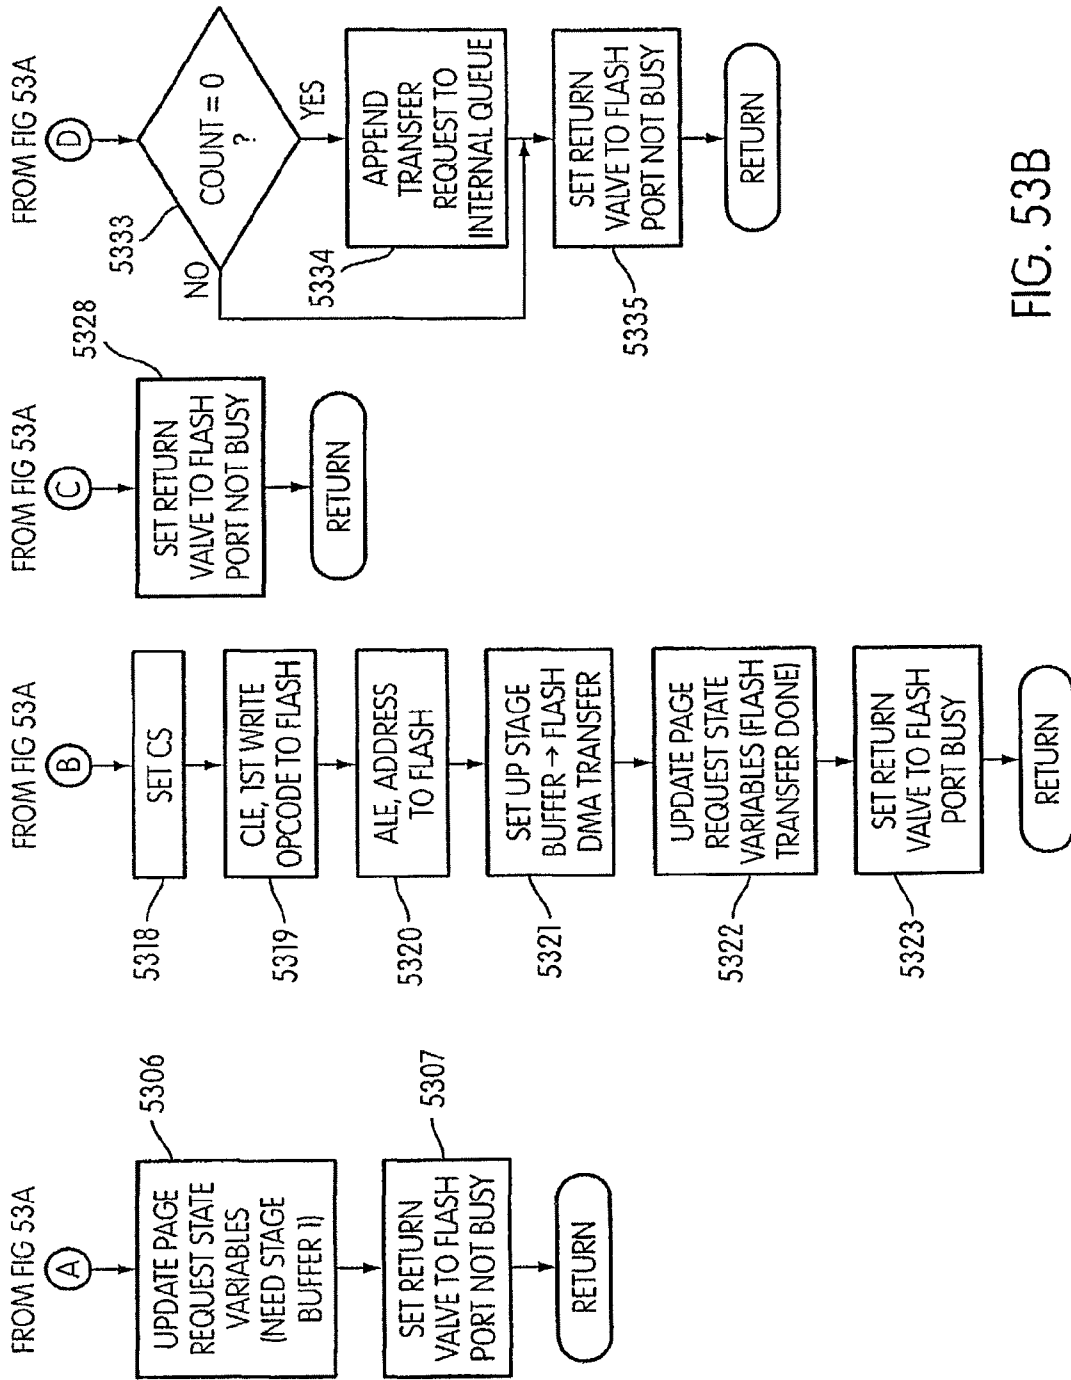 FROM FIG 53A
A
UPDATE PAGE
REQUEST STATE
VARIABLES
(NEED STAGE
BUFFER 1)
5306
SET RETURN
VALVE TO FLASH
PORT NOT BUSY
5307
RETURN
FROM FIG 53A
B
SET CS
5318
CLE, 1ST WRITE
OPCODE TO FLASH
5319
ALE, ADDRESS
TO FLASH
5320
SET UP STAGE
BUFFER → FLASH
DMA TRANSFER
5321
UPDATE PAGE
REQUEST STATE
VARIABLES (FLASH
TRANSFER DONE)
5322
SET RETURN
VALVE TO FLASH
PORT BUSY
5323
RETURN
FROM FIG 53A
C
5328
SET RETURN
VALVE TO FLASH
PORT NOT BUSY
RETURN
FROM FIG 53A
D
COUNT = 0
?
5333
NO
YES
APPEND
TRANSFER
REQUEST TO
INTERNAL QUEUE
5334
SET RETURN
VALVE TO FLASH
PORT NOT BUSY
5335
RETURN
FIG. 53B